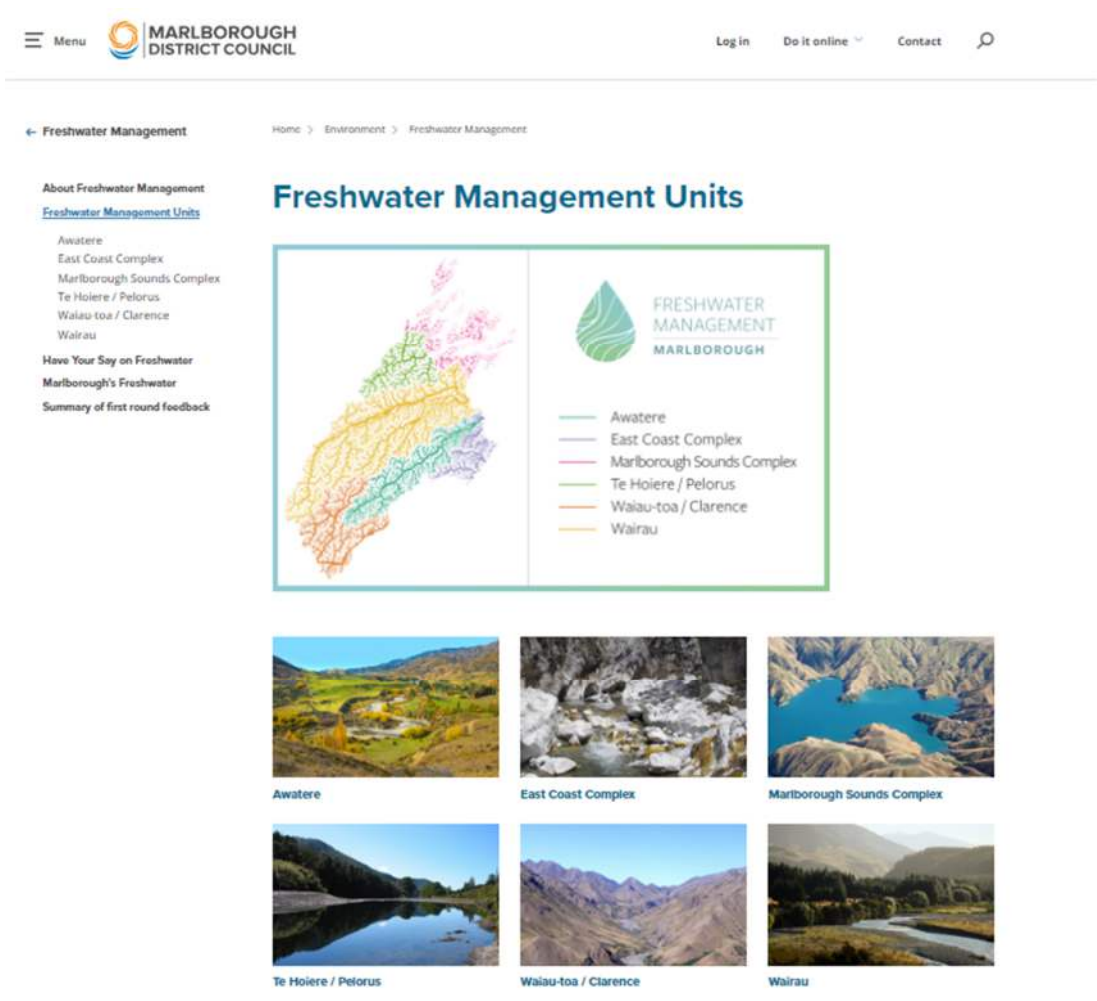 Menu
MARLBOROUGH
DISTRICT COUNCIL
Log in
Do it online
Contact
Freshwater Management
Home > Environment > Freshwater Management
About Freshwater Management
Freshwater Management Units
Awatere
East Coast Complex
Marlborough Sounds Complex
Te Hoiere / Pelorus
Waiau-toa / Clarence
Wairau
Have Your Say on Freshwater
Marlborough's Freshwater
Summary of first round feedback
Freshwater Management Units
FRESHWATER
MANAGEMENT
MARLBOROUGH
Awatere
East Coast Complex
Marlborough Sounds Complex
Te Hoiere / Pelorus
Waiau-toa / Clarence
Wairau
Awatere
East Coast Complex
Marlborough Sounds Complex
Te Hoiere / Pelorus
Waiau-toa / Clarence
Wairau